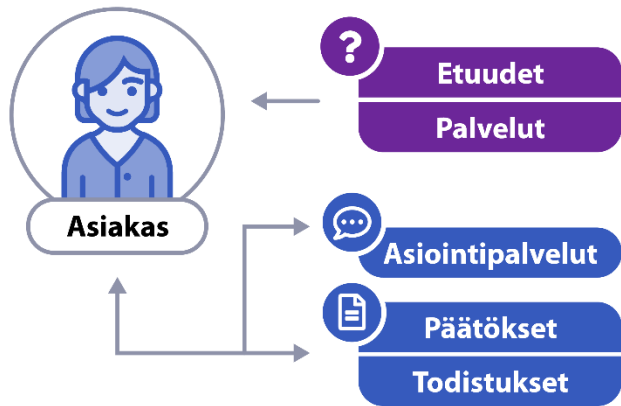 ?
Etuudet
Palvelut
Asiakas
Asiointipalvelut
Päätökset
Todistukset